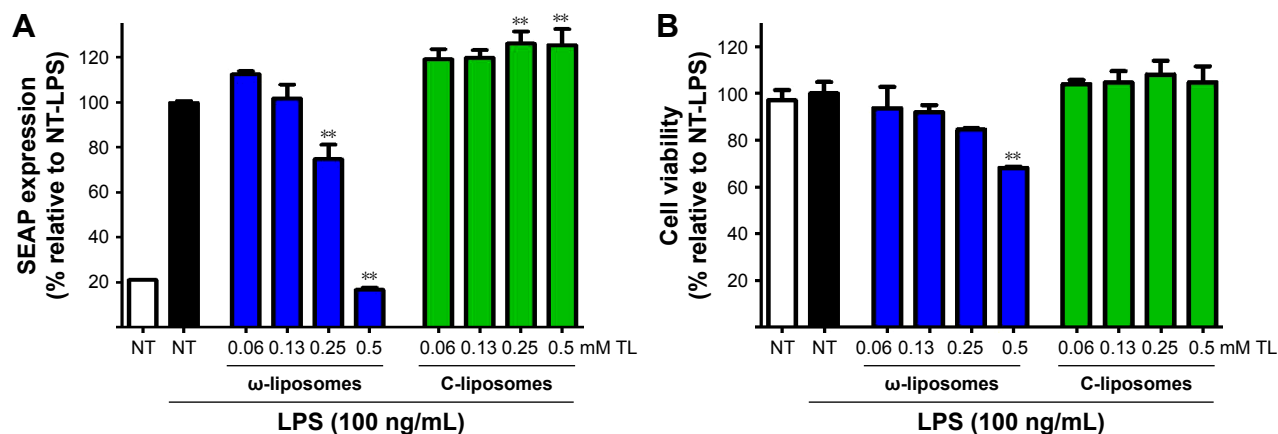 A
SEAP expression
(% relative to NT-LPS)
120
100
80
60
40
20
**
**
**
**
NT NT 0.06 0.13 0.25 0.5 0.06 0.13 0.25 0.5 mM TL
ω-liposomes C-liposomes
LPS (100 ng/mL)
B
Cell viability
(% relative to NT-LPS)
120
100
80
60
40
20
**
NT NT 0.06 0.13 0.25 0.5 0.06 0.13 0.25 0.5 mM TL
ω-liposomes C-liposomes
LPS (100 ng/mL)